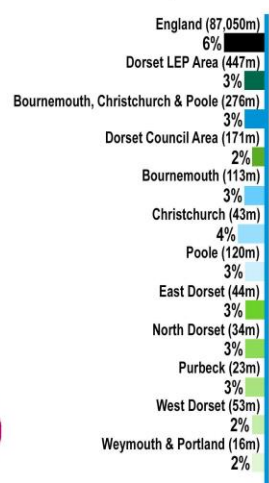 England (87,050m)
6%
Dorset LEP Area (447m)
3%
Bournemouth, Christchurch & Poole (276m)
3%
Dorset Council Area (171m)
2%
Bournemouth (113m)
3%
Christchurch (43m)
4%
Poole (120m)
3%
East Dorset (44m)
3%
North Dorset (34m)
3%
Purbeck (23m)
3%
West Dorset (53m)
2%
Weymouth & Portland (16m)
2%